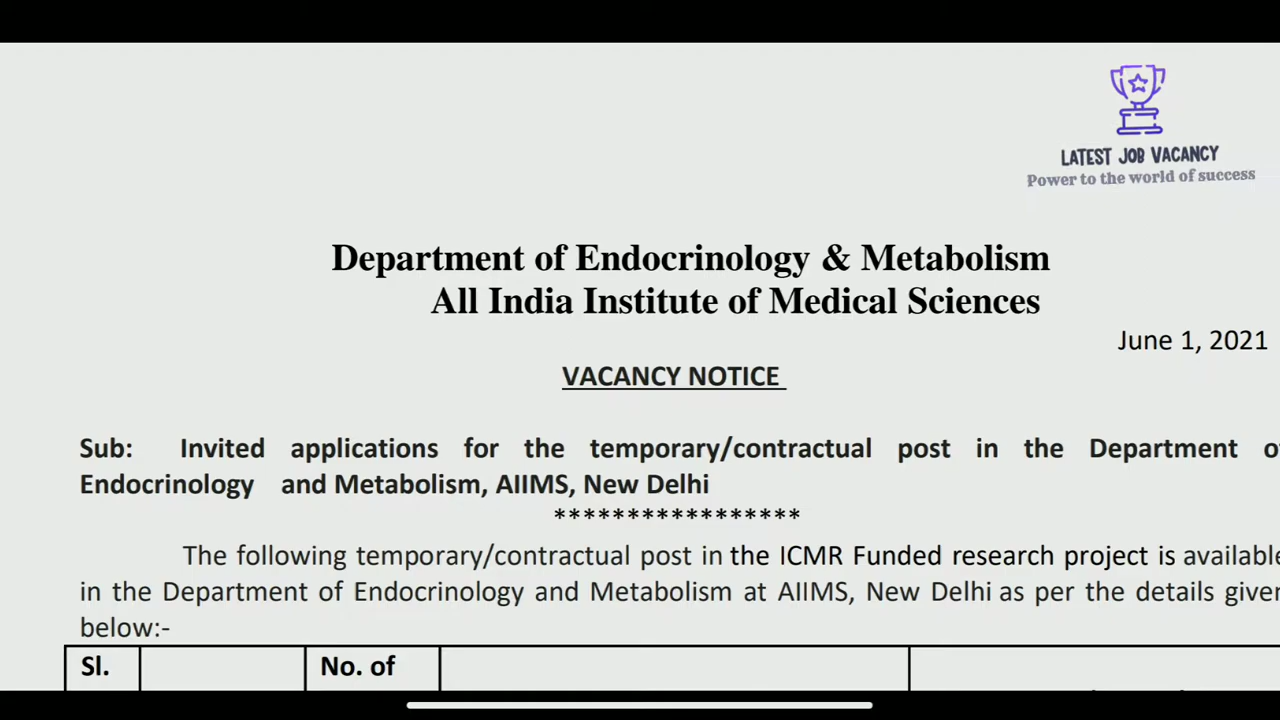 LATEST JOB VACANCY
Power to the world of success
Department of Endocrinology & Metabolism
All India Institute of Medical Sciences
June 1, 2021
VACANCY NOTICE
Sub: Invited applications for the temporary/contractual post in the Department of
Endocrinology and Metabolism, AIIMS, New Delhi
*****************
The following temporary/contractual post in the ICMR Funded research project is available
in the Department of Endocrinology and Metabolism at AIIMS, New Delhi as per the details given
below:-
Sl. No. of